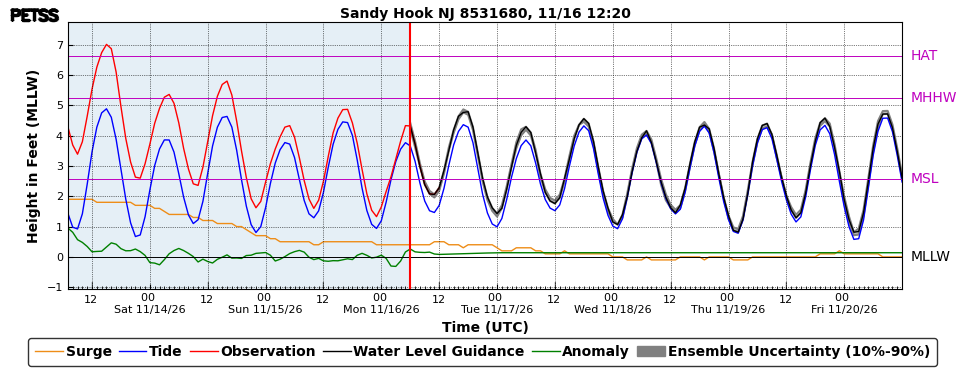 PETSS
Sandy Hook NJ 8531680, 11/16 12:20
Height in Feet (MLLW)
7
6
5
4
3
2
1
0
−1
HAT
MHHW
MSL
MLLW
12 00 12 00 12 00 12 00 12 00 12 00 12 00
Sat 11/14/26 Sun 11/15/26 Mon 11/16/26 Tue 11/17/26 Wed 11/18/26 Thu 11/19/26 Fri 11/20/26
Time (UTC)
Surge Tide Observation Water Level Guidance Anomaly Ensemble Uncertainty (10%-90%)